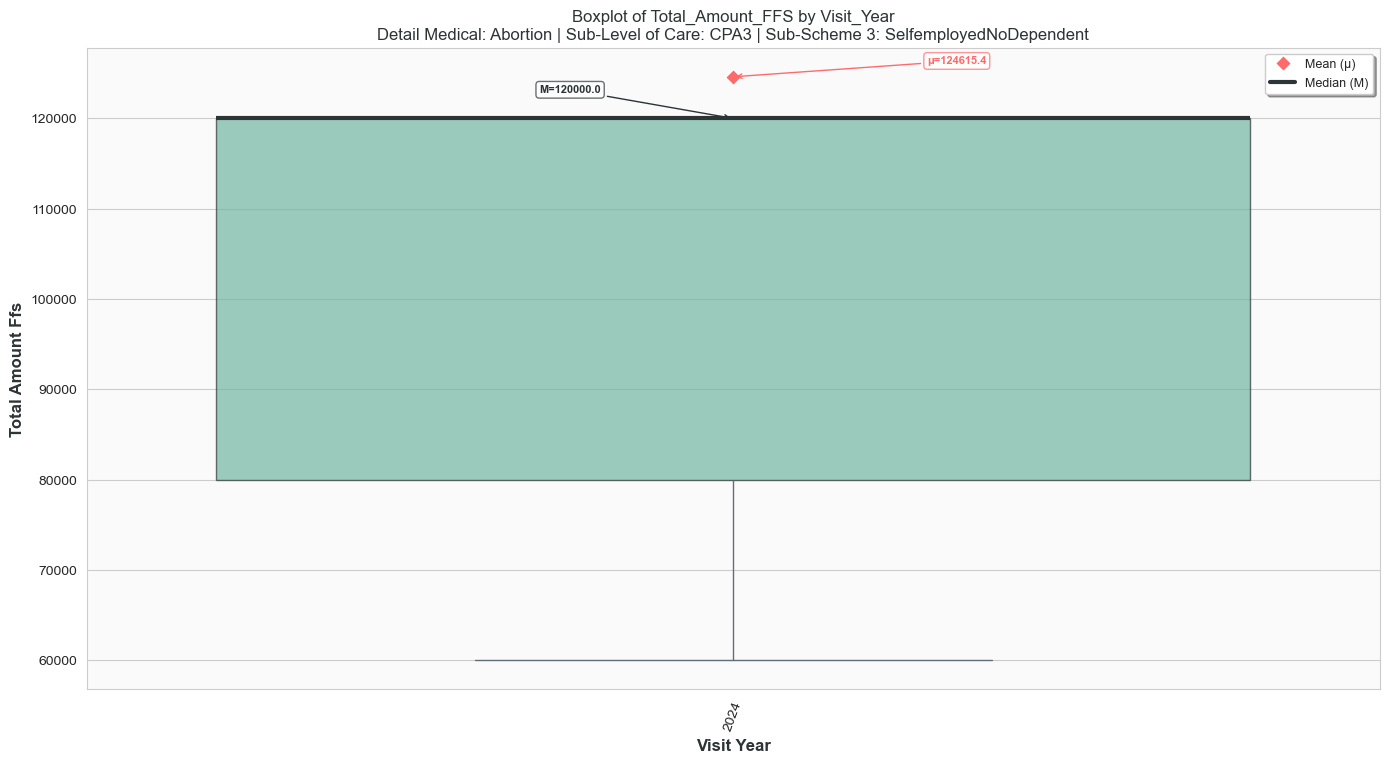 Boxplot of Total_Amount_FFS by Visit_Year
Detail Medical: Abortion | Sub-Level of Care: CPA3 | Sub-Scheme 3: SelfemployedNoDependent
μ=124615.4
M=120000.0
Mean (μ)
Median (M)
120000
110000
100000
90000
80000
70000
60000
Total Amount Ffs
2024
Visit Year